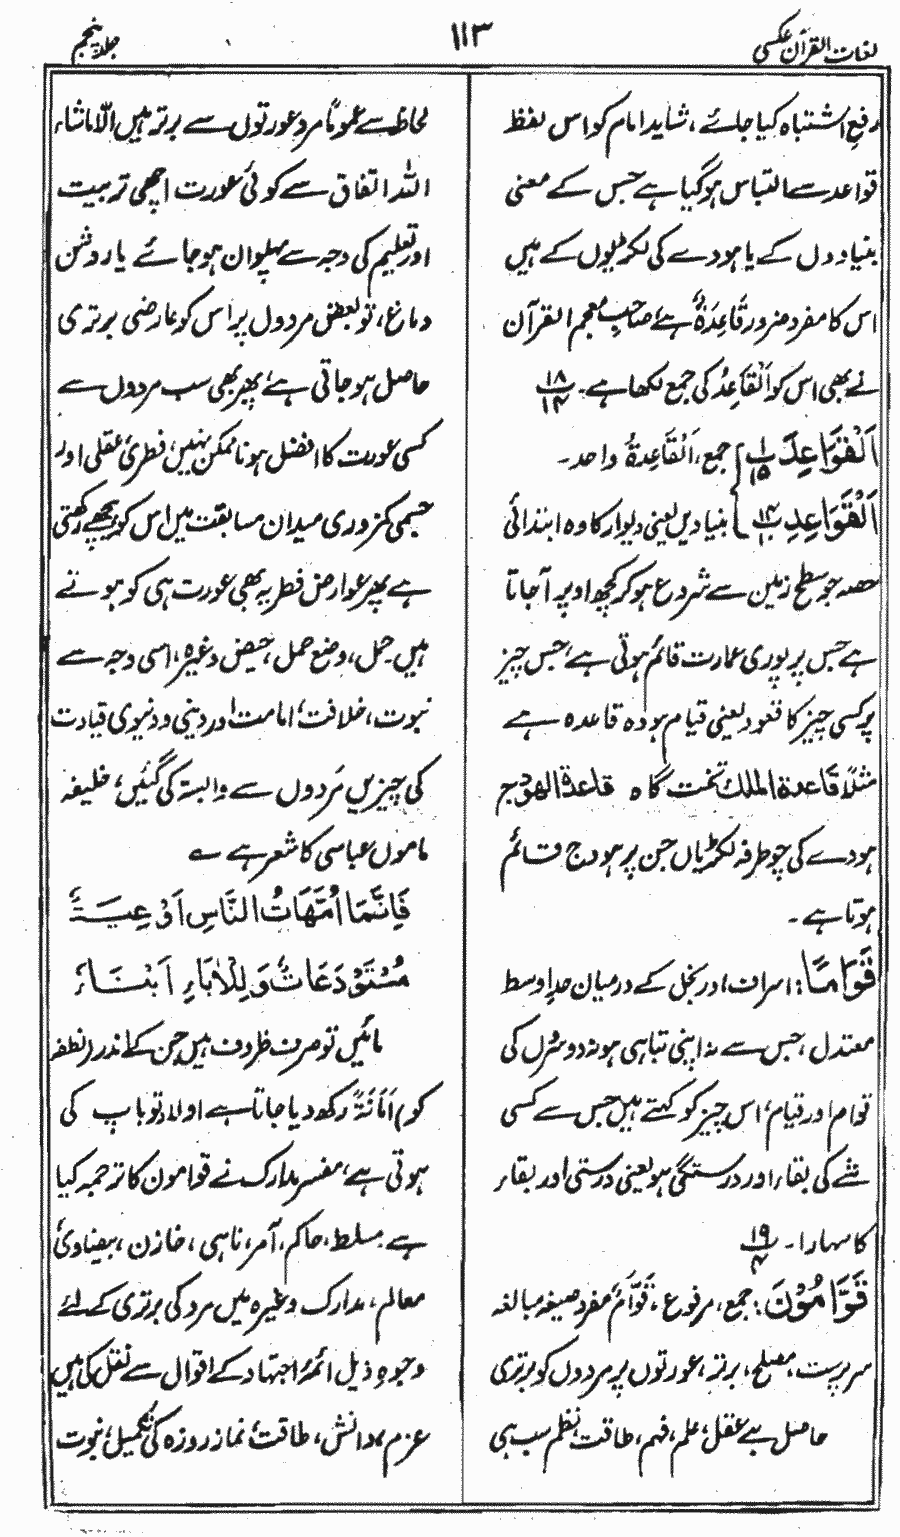 لغات القرآن عکسی
۱۱۳
جلد پنجم
رفع اشتباہ کیا جائے، شاید امام کو اس لفظ
قواعد سے التباس ہو گیا ہے جس کے معنی
بنیادوں کے یا ہودے کی لکڑیوں کے ہیں
اس کا مفرد ضرور قَاعِدَۃٌ ہے صاحب معجم القرآن
نے بھی اس کو اَلْقَاعِدُ کی جمع لکھا ہے۔ ۱۸/۱۴
اَلْقَوَاعِدَ ۱/۱۵ جمع، اَلْقَاعِدَۃُ واحد۔
اَلْقَوَاعِدِ ۱۴/۱۰ بنیادیں یعنی دیوار کا وہ ابتدائی
حصہ جو سطح زمین سے شروع ہو کر کچھ اوپر آ جاتا
ہے جس پر پوری عمارت قائم ہوتی ہے، جس چیز
پر کسی چیز کا قعود یعنی قیام ہو وہ قاعدہ ہے
مثلاً قَاعدۃ الملک تخت گاہ قاعدۃ الھودج
ہودے کی چو طرفہ لکڑیاں جن پر ہودج قائم
ہوتا ہے۔
قَوَامًا: اسراف اور بخل کے درمیان حد اوسط
معتدل، جس سے نہ اپنی تباہی ہو نہ دوسروں کی
قوام اور قیام، اس چیز کو کہتے ہیں جس سے کسی
شے کی بقاء اور درستگی ہو یعنی درستی اور بقاء
کا سہارا۔ ۱۹/۴
قَوَّامُوْنَ: جمع، مرفوع، قَوَّامٌ مفرد صیغہ مبالغہ
سرپرست، مصلح، برتر، عورتوں پر مردوں کو برتری
حاصل ہے عقل، علم، فہم، طاقت، نظم سب ہی
لحاظ سے عموماً مرد عورتوں سے برتر ہیں الّا ماشاء
اللہ اتفاق سے کوئی عورت اچھی تربیت
اور تعلیم کی وجہ سے پہلوان ہو جائے یا روشن
دماغ، تو بعض مردوں پر اس کو عارضی برتری
حاصل ہو جاتی ہے، پھر بھی سب مردوں سے
کسی عورت کا افضل ہونا ممکن نہیں، فطری عقلی اور
جسمی کمزوری میدان مسابقت میں اس کو پیچھے رکھتی
ہے پھر عوارض فطریہ بھی عورت ہی کو ہوتے
ہیں۔ حمل، وضع حمل، حیض وغیرہ، اسی وجہ سے
نبوت، خلافت، امامت اور دینی و دنیوی قیادت
کی چیزیں مَردوں سے وابستہ کی گئیں، خلیفہ
ماموں عباسی کا شعر ہے ؎
فَاِنَّمَا اُمَّھَاتُ النَّاسِ اَوْعِیَۃٌ
مُسْتَوْدَعَاتٌ وَلِلْاٰبَاءِ اَبْنَاءٗ
مائیں تو صرف ظروف ہیں جن کے اندر (نطفہ
کو) اَمَانَتًہ رکھ دیا جاتا ہے اولاد تو باپ کی
ہوتی ہے، مفسر مدارک نے قوامون کا ترجمہ کیا
ہے۔ مسلط، حاکم، آمر، ناہی، خازن، بیضاوی،
معالم، مدارک وغیرہ میں مرد کی برتری کے لئے
وجوہِ ذیل ائمۂ اجتہاد کے اقوال سے نقل کی ہیں
عزم، دانش، طاقت، نماز روزہ کی تکمیل، نبوت